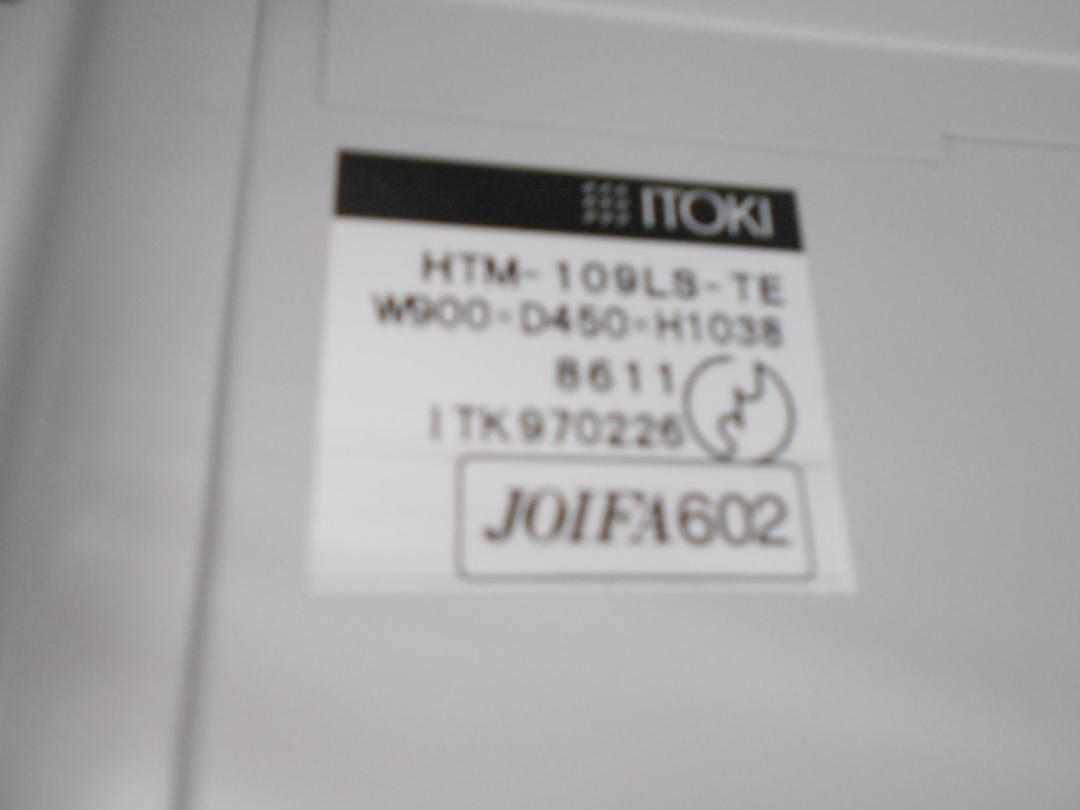 ITOKI
HTM-109LS-TE
W900-D450-H1038
8611
ITK970226
JOIFA602